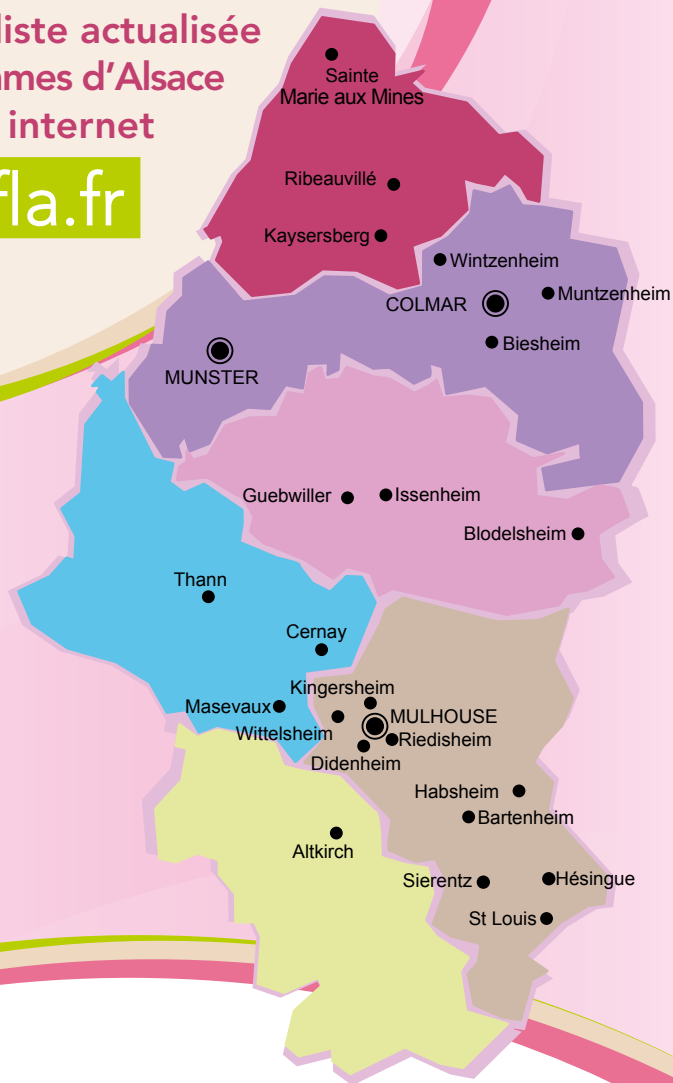 liste actualisée
mes d'Alsace
internet
fla.fr
Sainte
Marie aux Mines
Ribeauvillé
Kaysersberg
Wintzenheim
COLMAR
Muntzenheim
Biesheim
MUNSTER
Guebwiller
Issenheim
Blodelsheim
Thann
Cernay
Kingersheim
Masevaux
MULHOUSE
Wittelsheim
Riedisheim
Didenheim
Habsheim
Bartenheim
Altkirch
Sierentz
Hésingue
St Louis